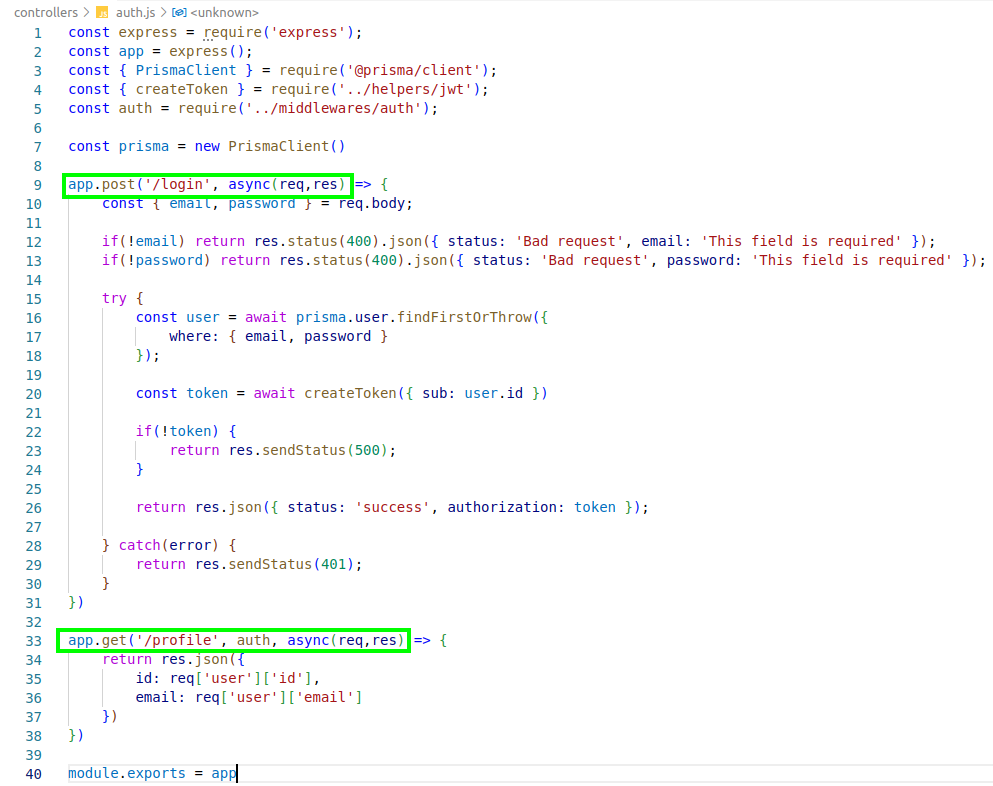 controllers > JS auth.js > <unknown>
1 const express = require('express');
2 const app = express();
3 const { PrismaClient } = require('@prisma/client');
4 const { createToken } = require('../helpers/jwt');
5 const auth = require('../middlewares/auth');
6
7 const prisma = new PrismaClient()
8
9 app.post('/login', async(req,res) => {
10     const { email, password } = req.body;
11
12     if(!email) return res.status(400).json({ status: 'Bad request', email: 'This field is required' });
13     if(!password) return res.status(400).json({ status: 'Bad request', password: 'This field is required' });
14
15     try {
16         const user = await prisma.user.findFirstOrThrow({
17             where: { email, password }
18         });
19
20         const token = await createToken({ sub: user.id })
21
22         if(!token) {
23             return res.sendStatus(500);
24         }
25
26         return res.json({ status: 'success', authorization: token });
27
28     } catch(error) {
29         return res.sendStatus(401);
30     }
31 })
32
33 app.get('/profile', auth, async(req,res) => {
34     return res.json({
35         id: req['user']['id'],
36         email: req['user']['email']
37     })
38 })
39
40 module.exports = app